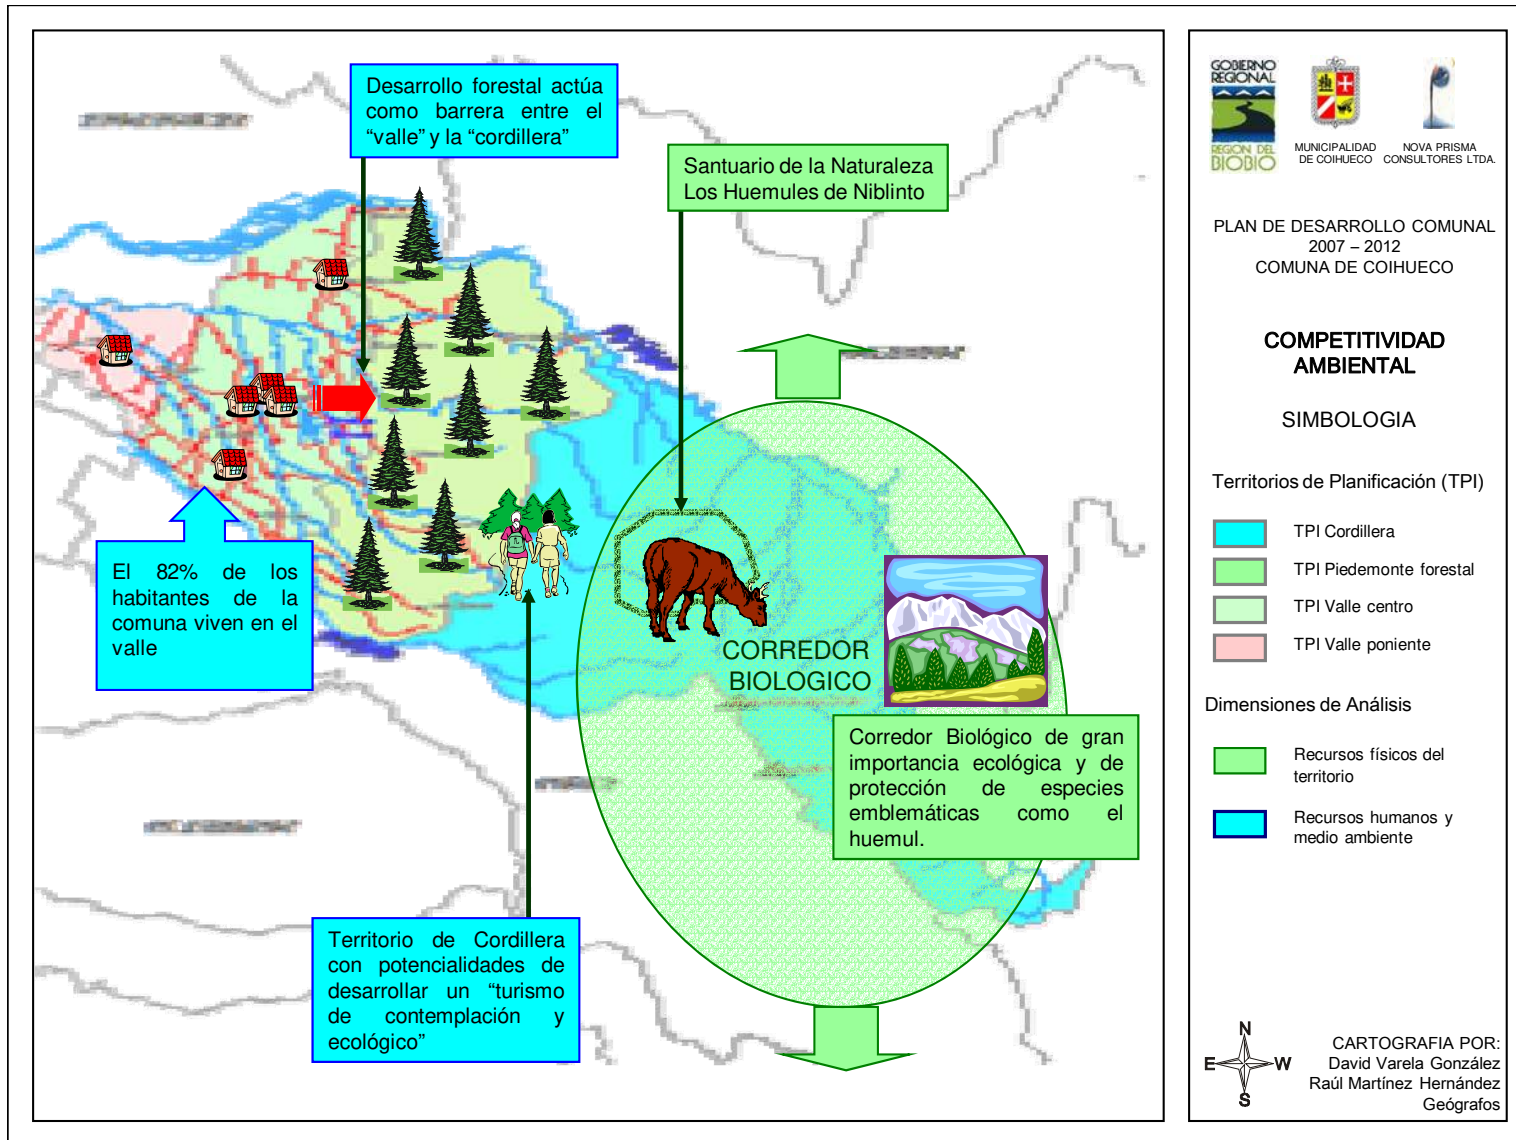 Desarrollo forestal actúa
como barrera entre el
“valle” y la “cordillera”
Santuario de la Naturaleza
Los Huemules de Niblinto
El 82% de los
habitantes de la
comuna viven en el
valle
CORREDOR
BIOLOGICO
Corredor Biológico de gran
importancia ecológica y de
protección de especies
emblemáticas como el
huemul.
Territorio de Cordillera
con potencialidades de
desarrollar un “turismo
de contemplación y
ecológico”
GOBIERNO
REGIONAL
REGION DEL
BIOBIO
MUNICIPALIDAD
DE COIHUECO
NOVA PRISMA
CONSULTORES LTDA.
PLAN DE DESARROLLO COMUNAL
2007 – 2012
COMUNA DE COIHUECO
COMPETITIVIDAD
AMBIENTAL
SIMBOLOGIA
Territorios de Planificación (TPI)
TPI Cordillera
TPI Piedemonte forestal
TPI Valle centro
TPI Valle poniente
Dimensiones de Análisis
Recursos físicos del
territorio
Recursos humanos y
medio ambiente
N
E W
S
CARTOGRAFIA POR:
David Varela González
Raúl Martínez Hernández
Geógrafos